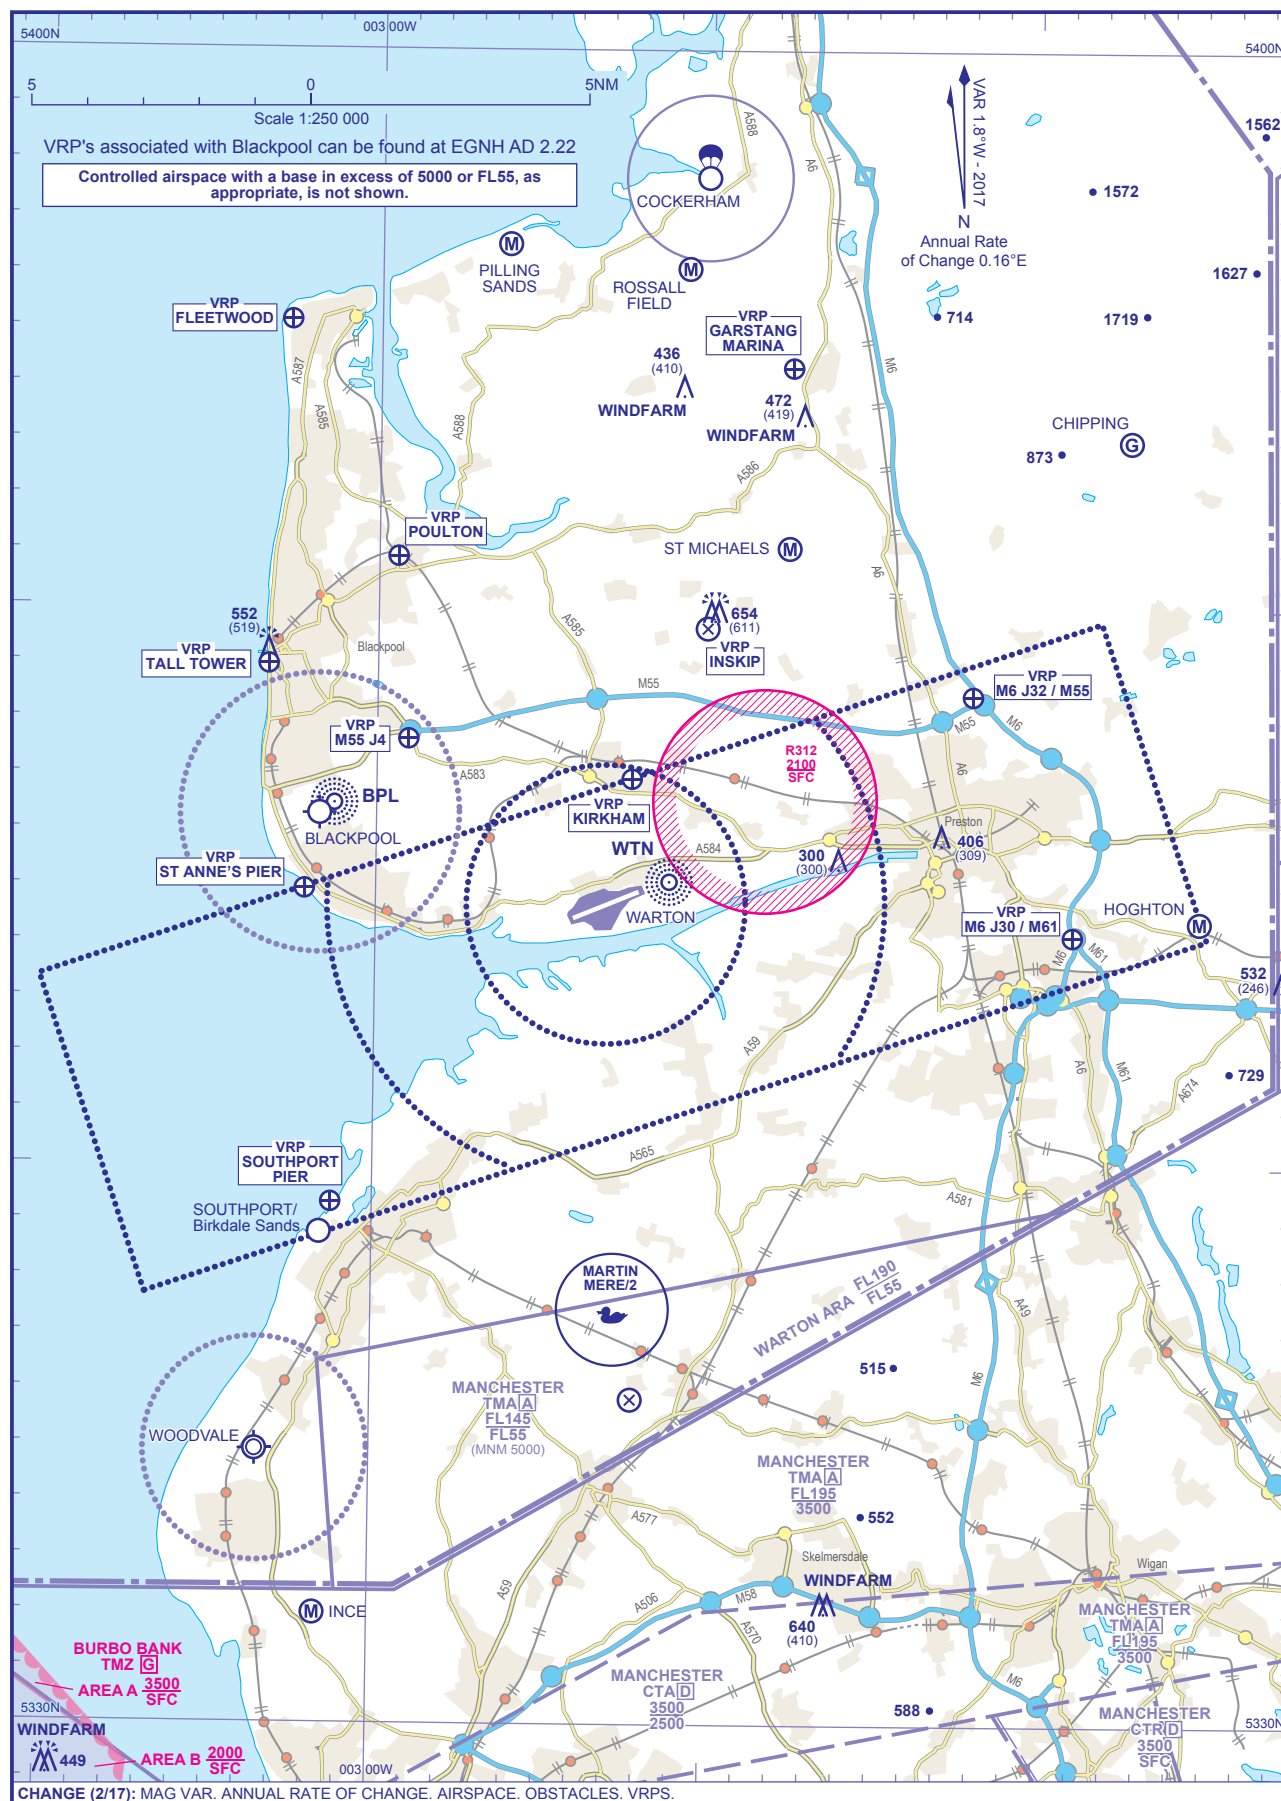 5400N
003 00W
5400N
5
0
5NM
Scale 1:250 000
VRP's associated with Blackpool can be found at EGNH AD 2.22
Controlled airspace with a base in excess of 5000 or FL55, as
appropriate, is not shown.
A588
A6
COCKERHAM
VAR 1.8°W - 2017
N
Annual Rate
of Change 0.16°E
1562
1572
1627
1719
714
M
PILLING
SANDS
M
ROSSALL
FIELD
VRP
FLEETWOOD
VRP
GARSTANG
MARINA
436
(410)
WINDFARM
472
(419)
WINDFARM
M6
A587
A585
A588
A586
CHIPPING
G
873
VRP
POULTON
ST MICHAELS
M
A6
552
(519)
VRP
TALL TOWER
Blackpool
A585
654
(611)
VRP
INSKIP
M55
VRP
M6 J32 / M55
M55
M6
VRP
M55 J4
A583
R312
2100
SFC
A6
BPL
BLACKPOOL
VRP
KIRKHAM
WTN
A584
WARTON
300
(300)
Preston
406
(309)
VRP
ST ANNE'S PIER
VRP
M6 J30 / M61
M6
M61
HOGHTON
M
532
(246)
A59
A6
M61
A674
729
VRP
SOUTHPORT
PIER
SOUTHPORT/
Birkdale Sands
A565
A581
MARTIN
MERE/2
WARTON ARA
FL190
FL55
A49
M6
515
MANCHESTER
TMA A
FL145
FL55
(MNM 5000)
WOODVALE
MANCHESTER
TMA A
FL195
3500
552
A577
Skelmersdale
Wigan
A59
A506
M58
WINDFARM
640
(410)
A570
M INCE
MANCHESTER
TMA A
FL195
3500
BURBO BANK
TMZ G
AREA A 3500
SFC
MANCHESTER
CTA D
3500
2500
M6
588
MANCHESTER
CTR D
3500
SFC
5330N
5330N
WINDFARM
449
AREA B 2000
SFC
003 00W
CHANGE (2/17): MAG VAR. ANNUAL RATE OF CHANGE. AIRSPACE. OBSTACLES. VRPS.